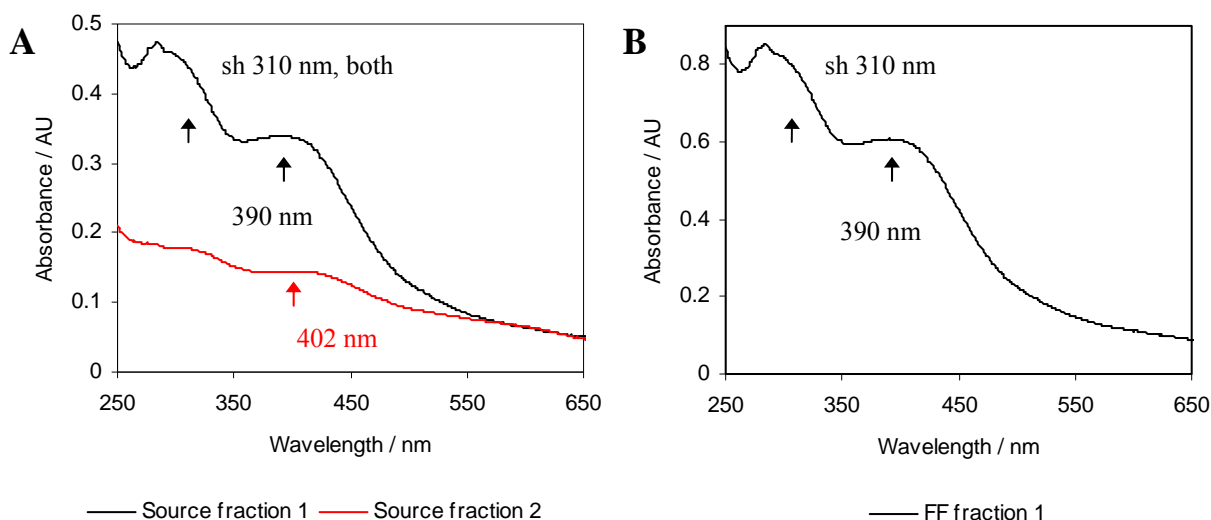 A
Absorbance / AU
0.5
0.4
0.3
0.2
0.1
0
sh 310 nm, both
390 nm
402 nm
250 350 450 550 650
Wavelength / nm
Source fraction 1 Source fraction 2
B
Absorbance / AU
0.8
0.6
0.4
0.2
0
sh 310 nm
390 nm
250 350 450 550 650
Wavelength / nm
FF fraction 1